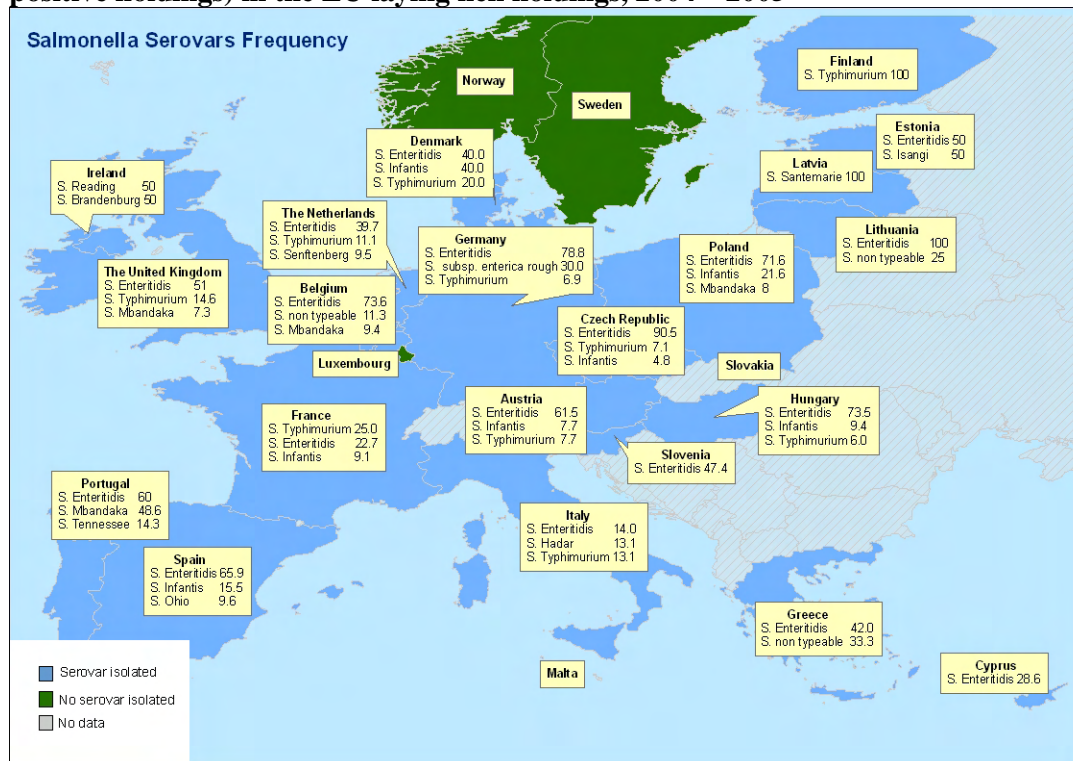 positive holdings) in the EU laying hen holdings, 2004 - 2005
Salmonella Serovars Frequency
Finland
S. Typhimurium 100
Norway
Sweden
Denmark
S. Enteritidis 40.0
S. Infantis 40.0
S. Typhimurium 20.0
Estonia
S. Enteritidis 50
S. Isangi 50
Latvia
S. Santemarie 100
Ireland
S. Reading 50
S. Brandenburg 50
The Netherlands
S. Enteritidis 39.7
S. Typhimurium 11.1
S. Senftenberg 9.5
Lithuania
S. Enteritidis 100
S. non typeable 25
Germany
S. Enteritidis 78.8
S. subsp. enterica rough 30.0
S. Typhimurium 6.9
Poland
S. Enteritidis 71.6
S. Infantis 21.6
S. Mbandaka 8
The United Kingdom
S. Enteritidis 51
S. Typhimurium 14.6
S. Mbandaka 7.3
Belgium
S. Enteritidis 73.6
S. non typeable 11.3
S. Mbandaka 9.4
Czech Republic
S. Enteritidis 90.5
S. Typhimurium 7.1
S. Infantis 4.8
Luxembourg
Slovakia
Austria
S. Enteritidis 61.5
S. Infantis 7.7
S. Typhimurium 7.7
Hungary
S. Enteritidis 73.5
S. Infantis 9.4
S. Typhimurium 6.0
France
S. Typhimurium 25.0
S. Enteritidis 22.7
S. Infantis 9.1
Slovenia
S. Enteritidis 47.4
Portugal
S. Enteritidis 60
S. Mbandaka 48.6
S. Tennessee 14.3
Italy
S. Enteritidis 14.0
S. Hadar 13.1
S. Typhimurium 13.1
Spain
S. Enteritidis 65.9
S. Infantis 15.5
S. Ohio 9.6
Greece
S. Enteritidis 42.0
S. non typeable 33.3
Malta
Cyprus
S. Enteritidis 28.6
Serovar isolated
No serovar isolated
No data